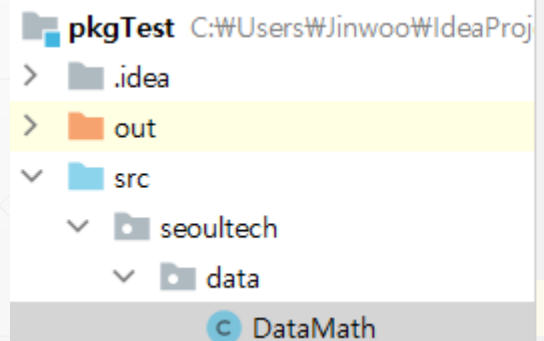 pkgTest C:₩Users₩Jinwoo₩IdeaProj
.idea
out
src
seoultech
data
C DataMath